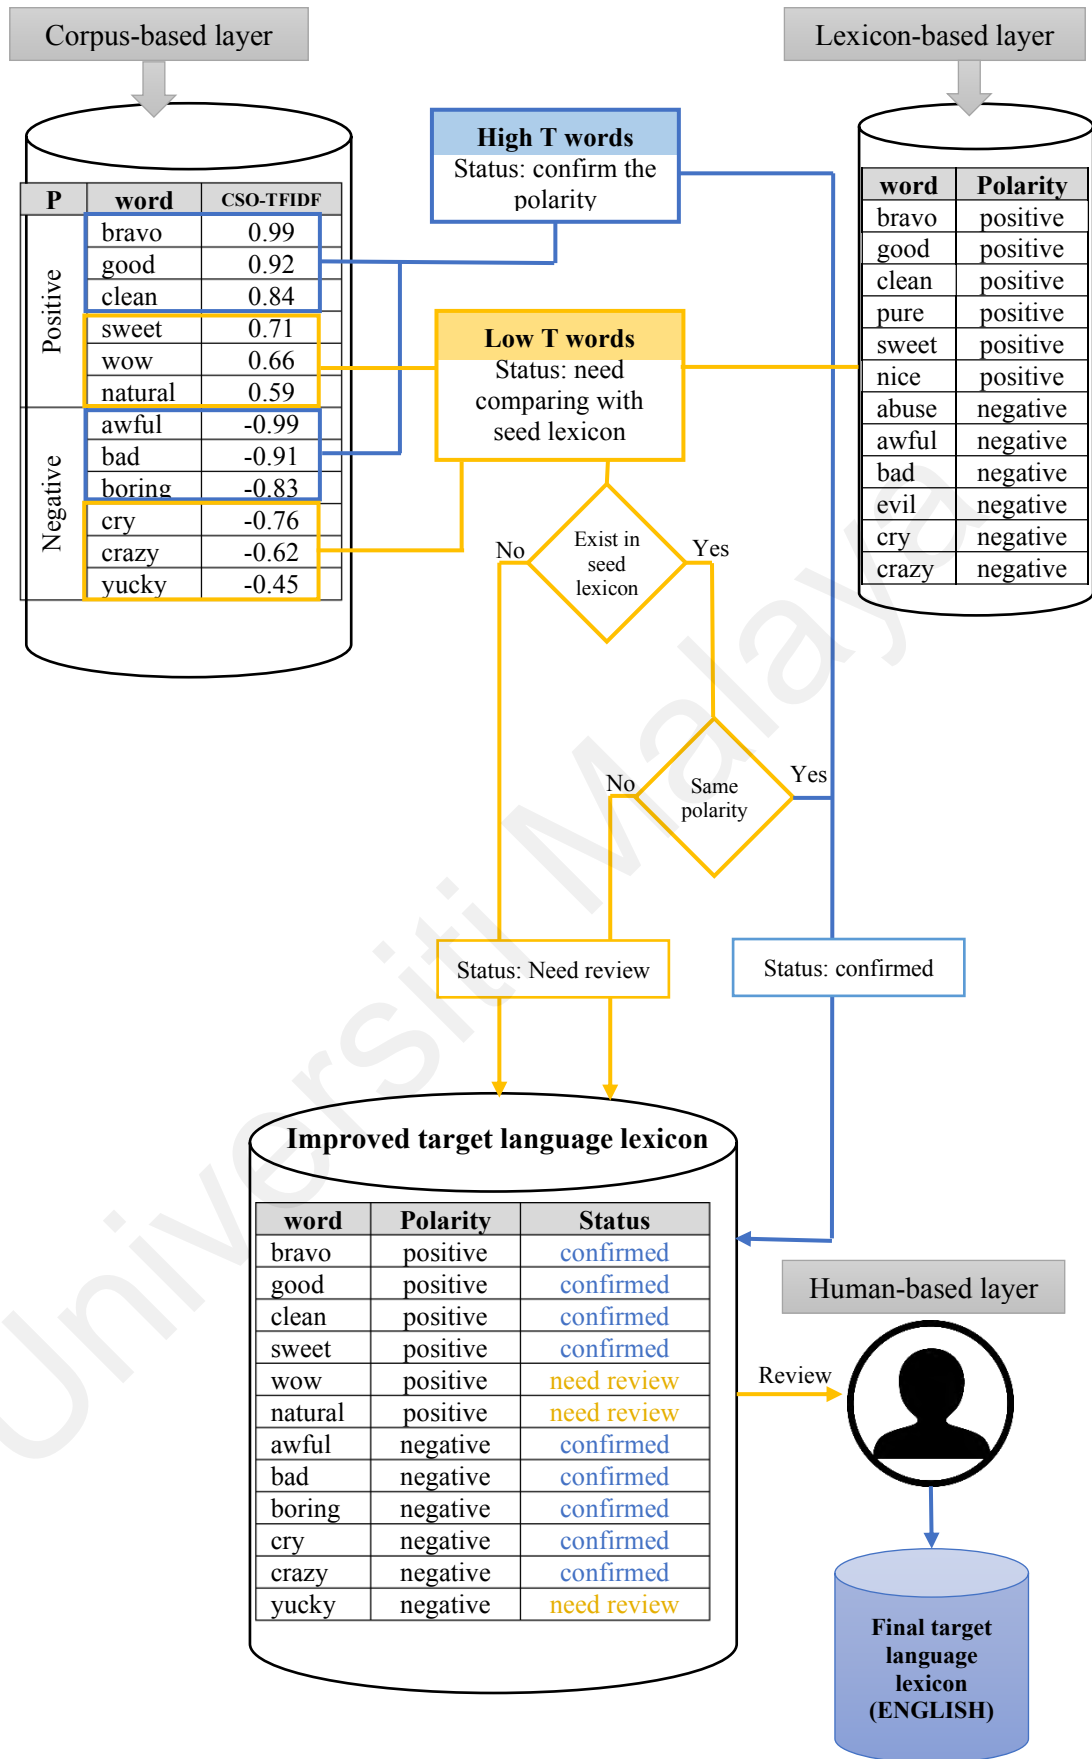 Corpus-based layer
Lexicon-based layer
P word CSO-TFIDF
Positive
bravo 0.99
good 0.92
clean 0.84
sweet 0.71
wow 0.66
natural 0.59
Negative
awful -0.99
bad -0.91
boring -0.83
cry -0.76
crazy -0.62
yucky -0.45
High T words
Status: confirm the
polarity
Low T words
Status: need
comparing with
seed lexicon
word Polarity
bravo positive
good positive
clean positive
pure positive
sweet positive
nice positive
abuse negative
awful negative
bad negative
evil negative
cry negative
crazy negative
No
Exist in
seed
lexicon
Yes
No
Same
polarity
Yes
Status: Need review
Status: confirmed
Improved target language lexicon
word Polarity Status
bravo positive confirmed
good positive confirmed
clean positive confirmed
sweet positive confirmed
wow positive need review
natural positive need review
awful negative confirmed
bad negative confirmed
boring negative confirmed
cry negative confirmed
crazy negative confirmed
yucky negative need review
Human-based layer
Review
Final target
language
lexicon
(ENGLISH)
Universiti Malaya